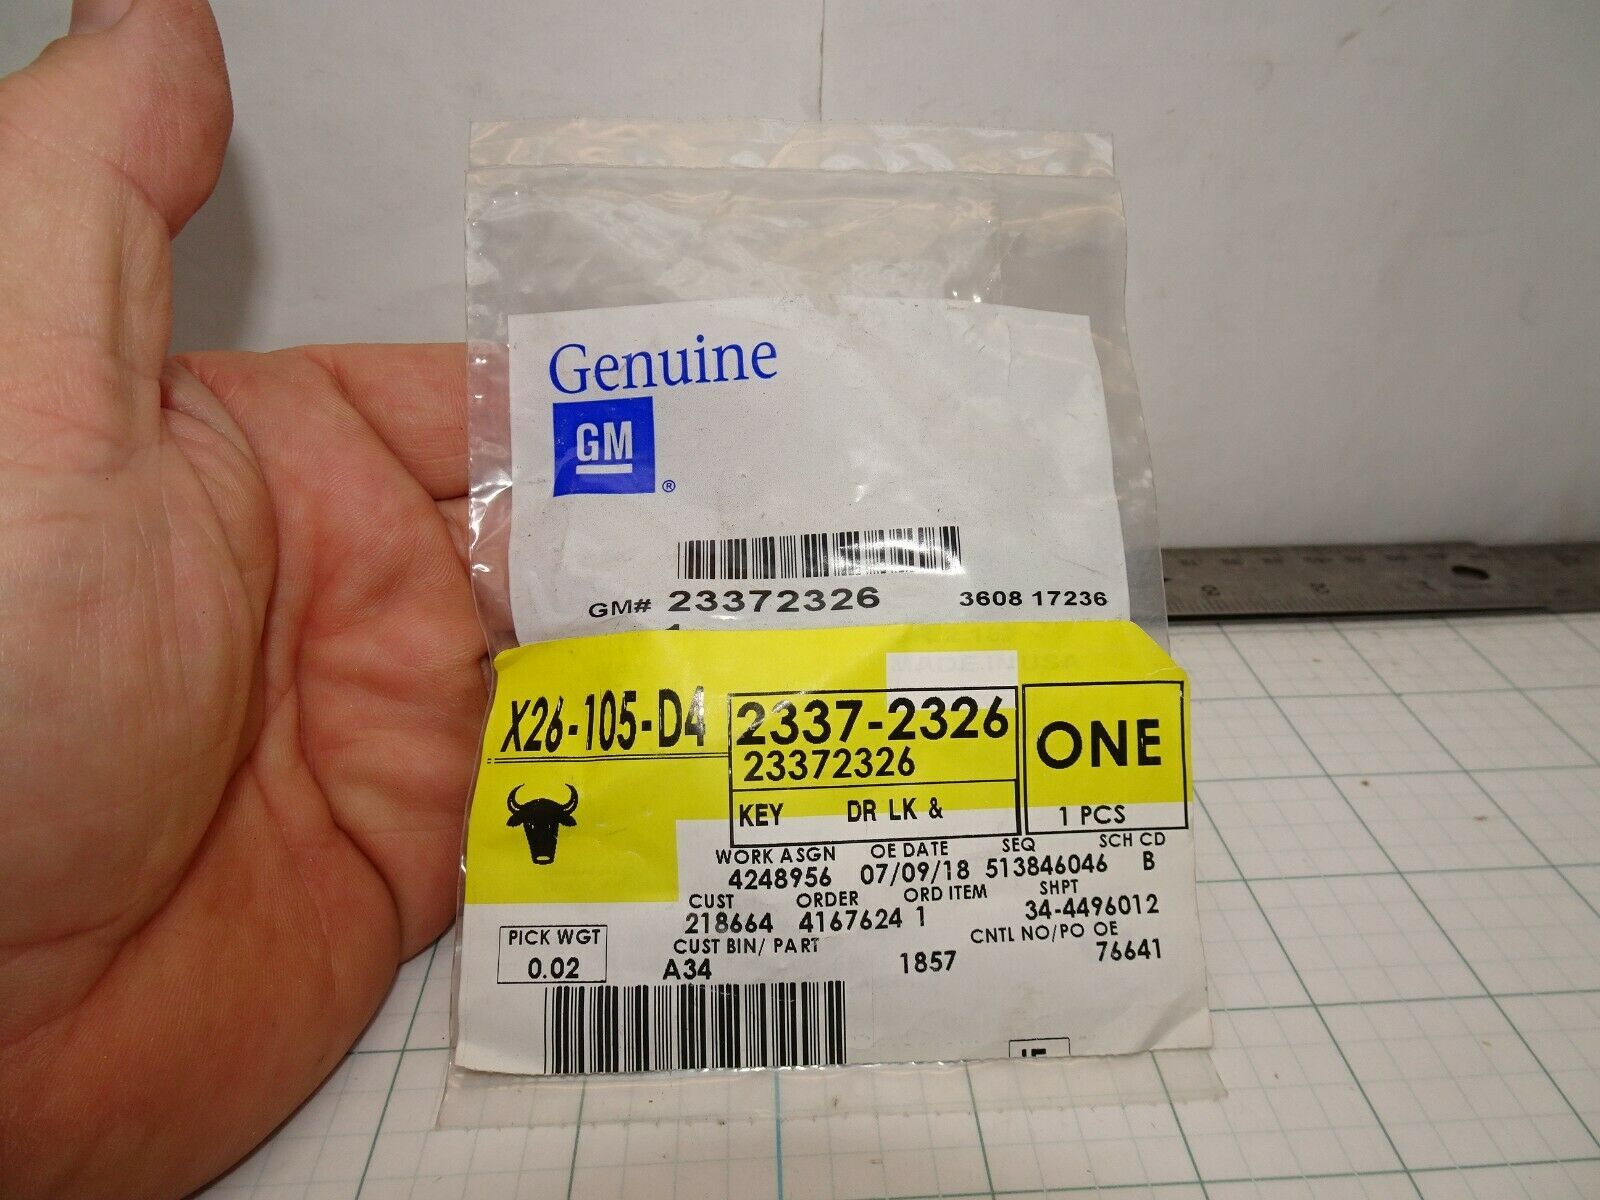 Genuine
GM
®
GM# 23372326 3608 17236
X26-105-D4
2337-2326
23372326
ONE
KEY DR LK &
1 PCS
WORK ASGN OE DATE SEQ SCH CD
4248956 07/09/18 513846046 B
CUST ORDER ORD ITEM SHPT
218664 4167624 1 34-4496012
PICK WGT
0.02
CUST BIN/ PART CNTL NO/PO OE
A34 1857 76641